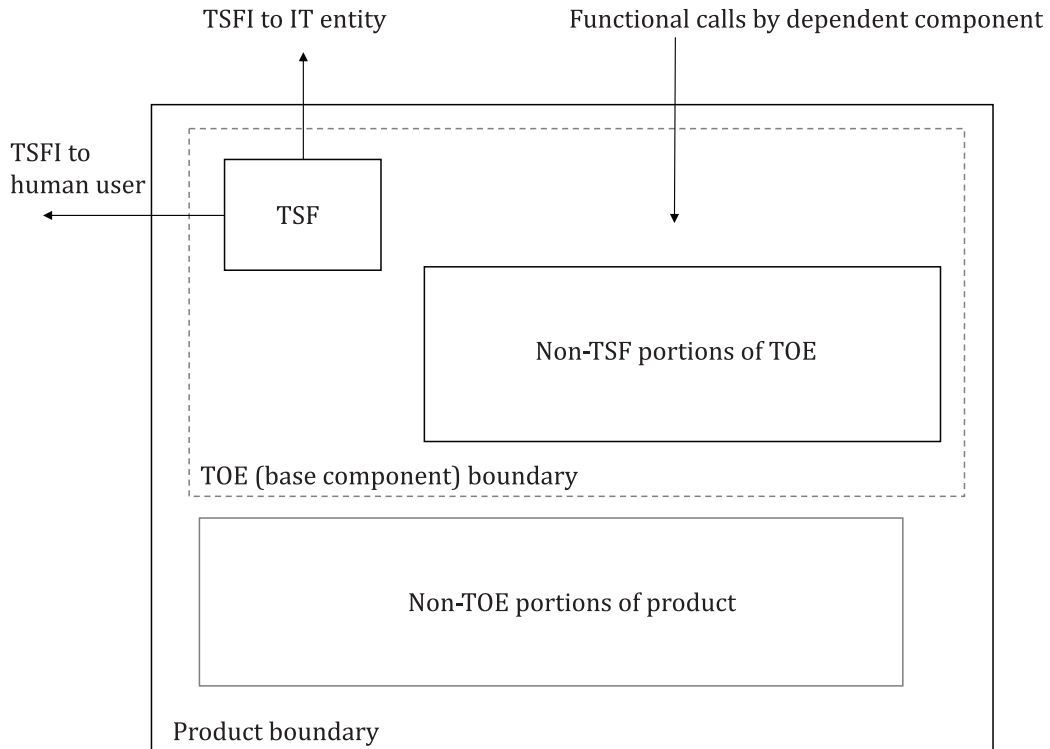 TSFI to IT entity
Functional calls by dependent component
TSFI to
human user
TSF
Non-TSF portions of TOE
TOE (base component) boundary
Non-TOE portions of product
Product boundary